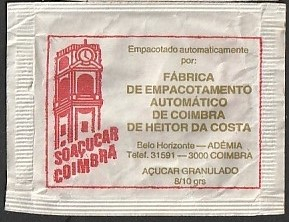 SOAÇUCAR
COIMBRA
Empacotado automaticamente
por:
FÁBRICA
DE EMPACOTAMENTO
AUTOMÁTICO
DE COIMBRA
DE HEITOR DA COSTA
Belo Horizonte — ADÉMIA
Telef. 31591 — 3000 COIMBRA
AÇUCAR GRANULADO
8/10 grs